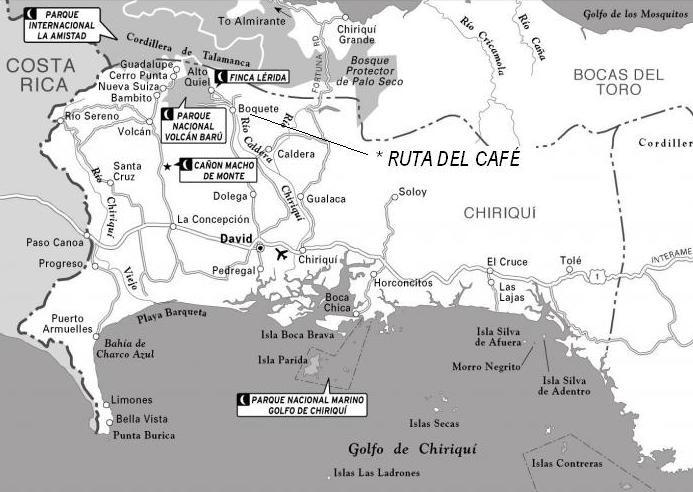 PARQUE
INTERNACIONAL
LA AMISTAD
To Almirante
Chiriquí
Grande
Golfo de los Mosquitos
Cordillera de Talamanca
COSTA
RICA
Guadalupe
Cerro Punta
Nueva Suiza
Bambito
Alto
Quiel
FINCA LÉRIDA
FORTUNA RD
Bosque
Protector
de Palo Seco
Río Cricamola
Río Caña
BOCAS DEL
TORO
Río Sereno
Volcán
PARQUE
NACIONAL
VOLCÁN BARÚ
Boquete
Río Caldera
Río
Chiriquí
Caldera
* RUTA DEL CAFÉ
Cordiller
Santa
Cruz
CAÑON MACHO
DE MONTE
Río
Chiriquí
Viejo
Dolega
Gualaca
Soloy
CHIRIQUÍ
La Concepción
Paso Canoa
David
Chiriquí
Progreso
Pedregal
Horconcitos
El Cruce
Tolé
1
INTERAME
Las
Lajas
Boca
Chica
Puerto
Armuelles
Playa Barqueta
Bahía de
Charco Azul
Isla Boca Brava
Isla Parida
Isla Silva
de Afuera
Morro Negrito
Isla Silva
de Adentro
PARQUE NACIONAL MARINO
GOLFO DE CHIRIQUÍ
Limones
Bella Vista
Punta Burica
Islas Secas
Golfo de Chiriquí
Islas Las Ladrones
Islas Contreras